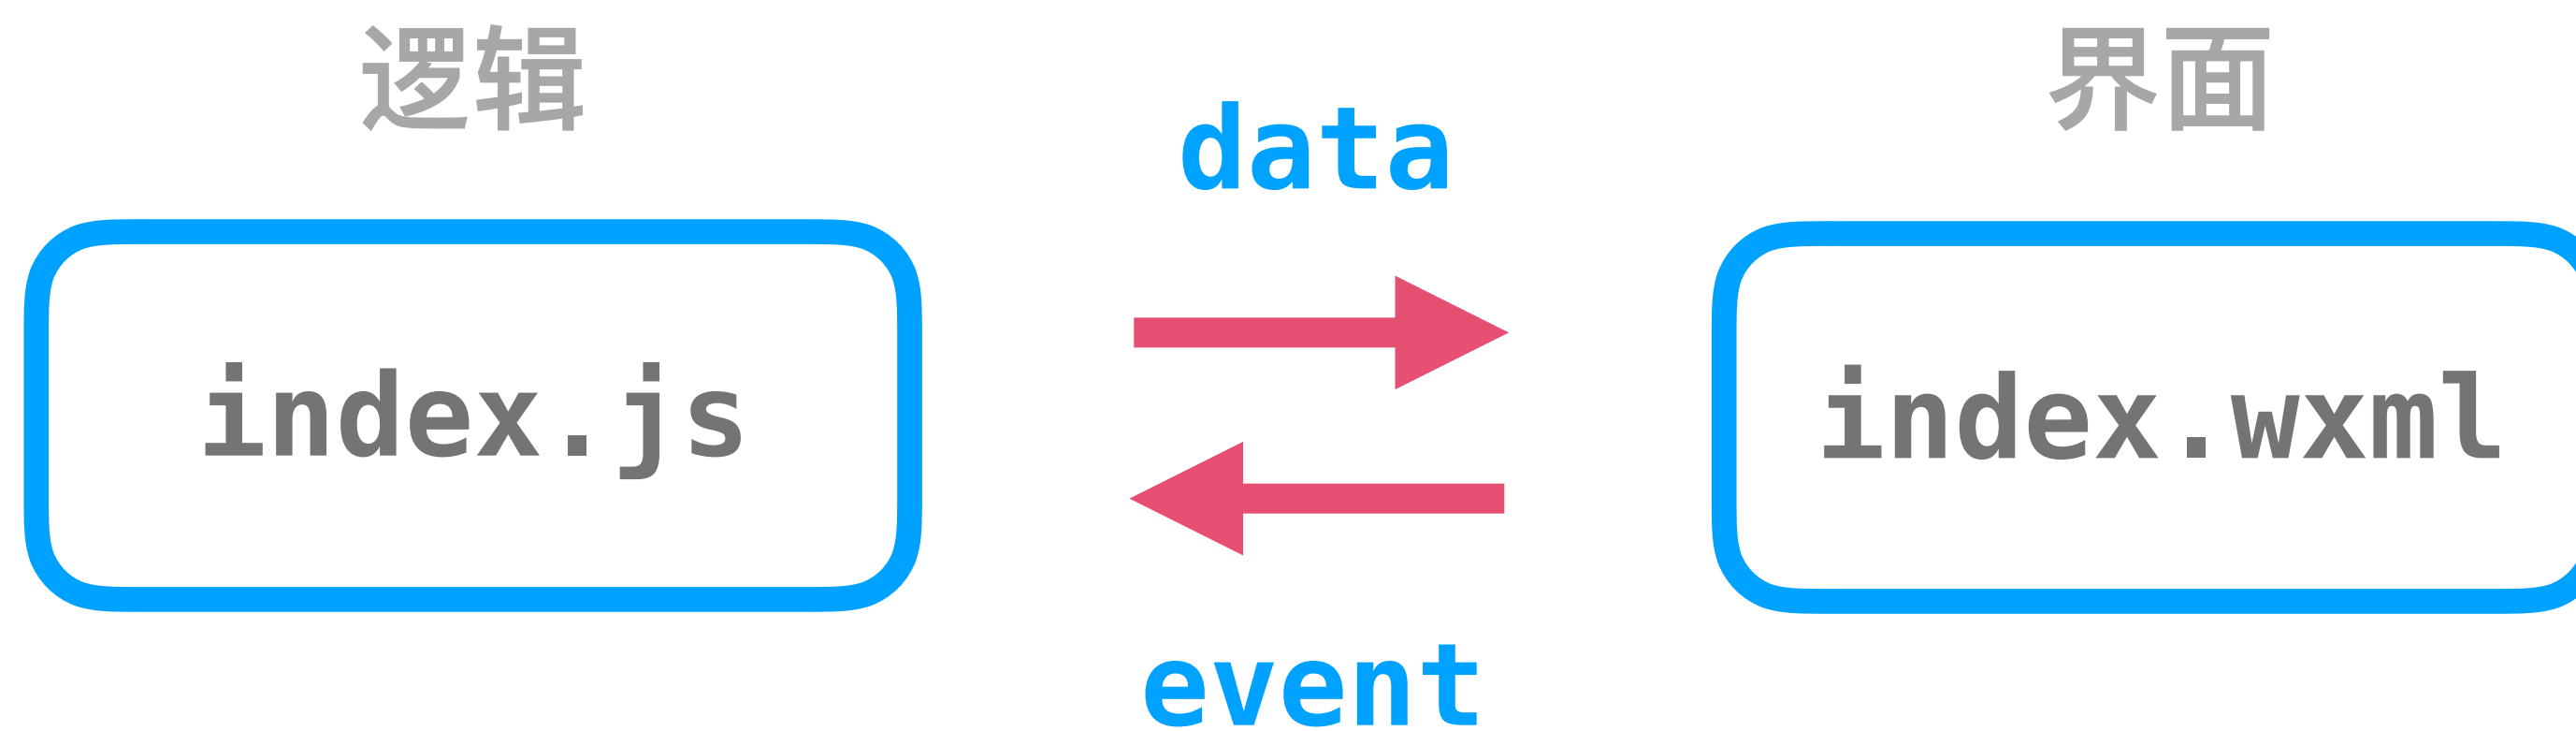 逻辑
界面
data
index.js
index.wxml
event